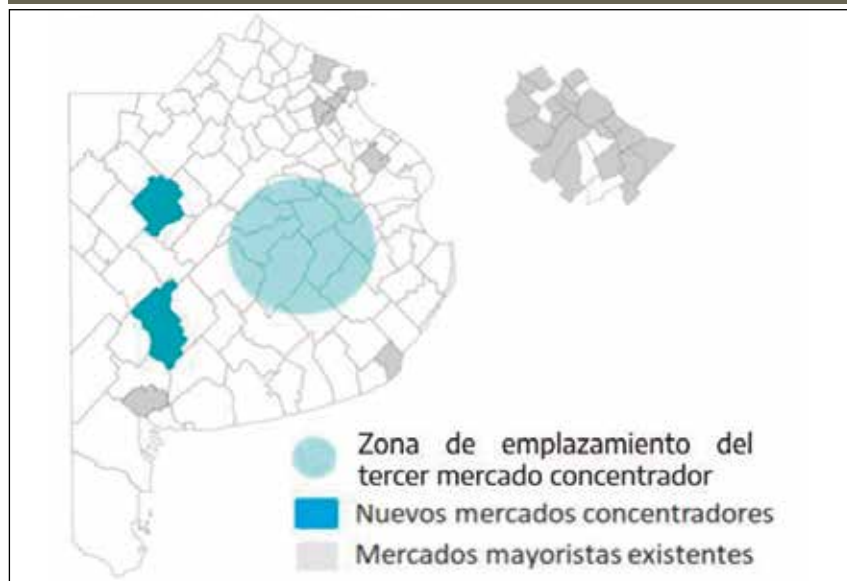 Zona de emplazamiento del
tercer mercado concentrador
Nuevos mercados concentradores
Mercados mayoristas existentes